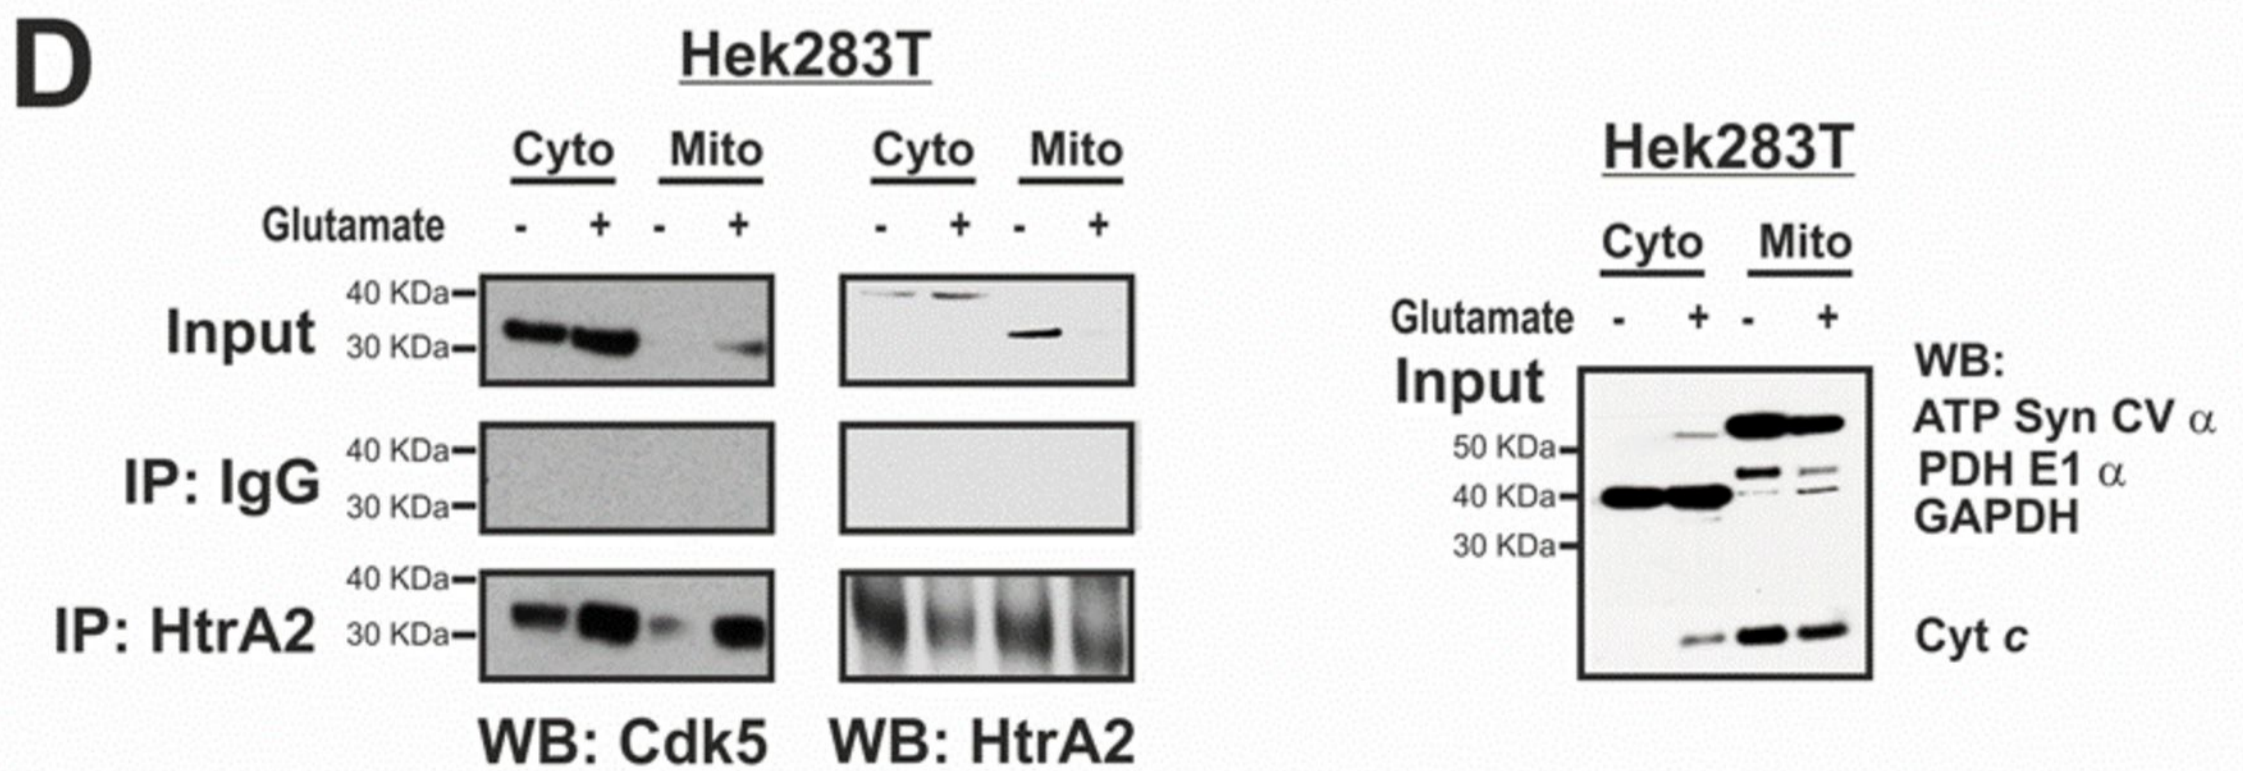 D
Hek283T
Cyto Mito Cyto Mito
Glutamate - + - + - + - +
Input
40 KDa
30 KDa
IP: IgG
40 KDa
30 KDa
IP: HtrA2
40 KDa
30 KDa
WB: Cdk5 WB: HtrA2
Hek283T
Cyto Mito
Glutamate - + - +
Input
50 KDa
40 KDa
30 KDa
WB:
ATP Syn CV α
PDH E1 α
GAPDH
Cyt c